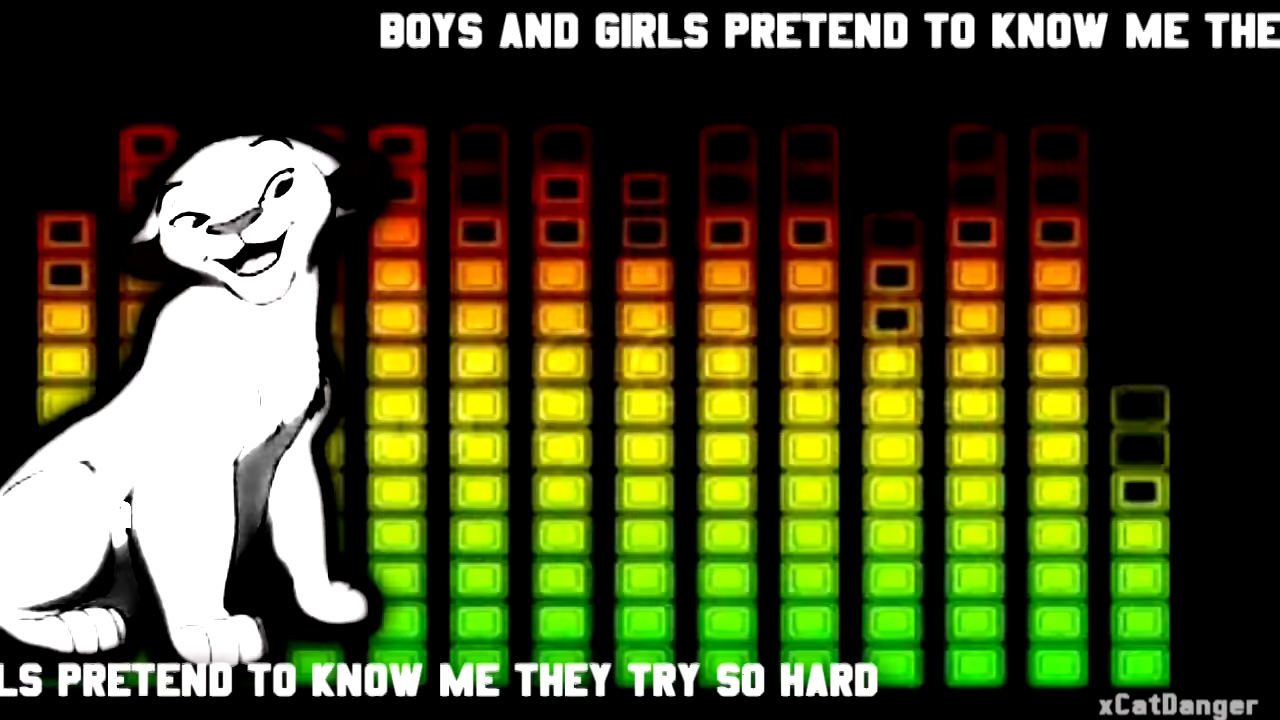 BOYS AND GIRLS PRETEND TO KNOW ME THE
LS PRETEND TO KNOW ME THEY TRY SO HARD
xCatDanger